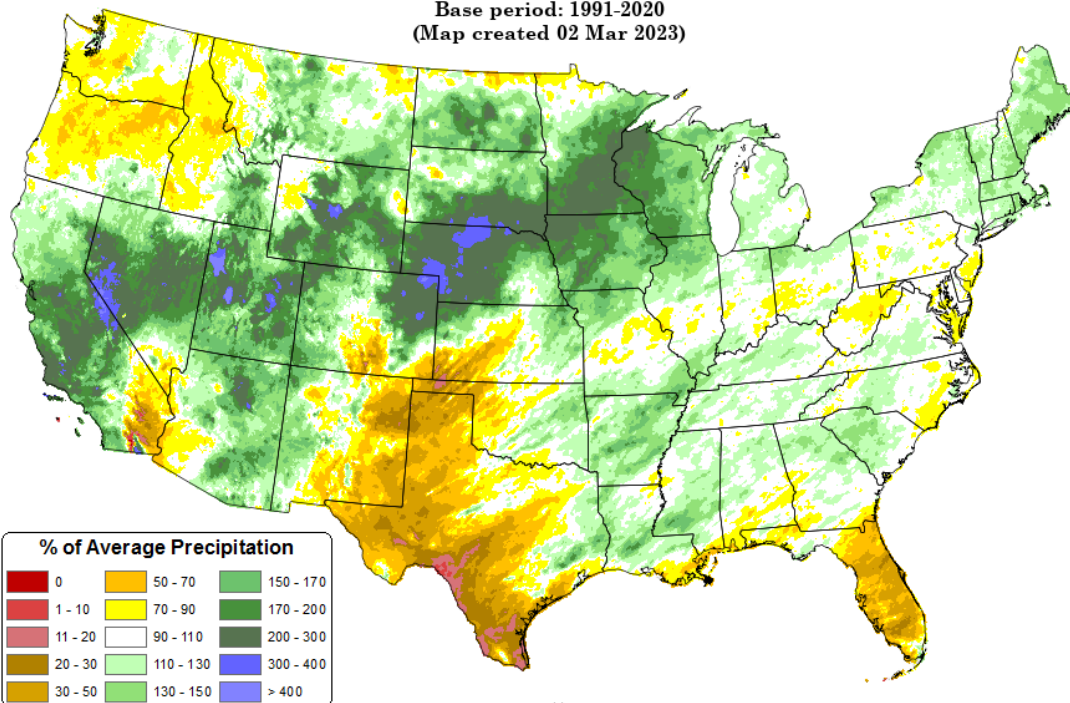 Base period: 1991-2020
(Map created 02 Mar 2023)
% of Average Precipitation
0
50 - 70
150 - 170
1 - 10
70 - 90
170 - 200
11 - 20
90 - 110
200 - 300
20 - 30
110 - 130
300 - 400
30 - 50
130 - 150
> 400